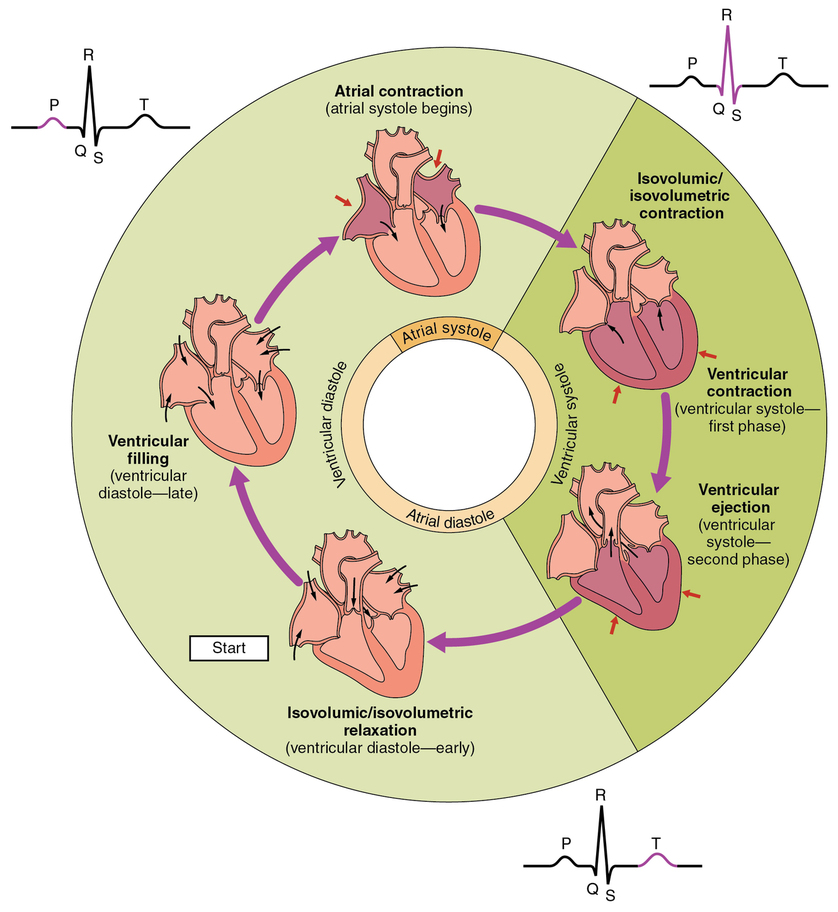 R
P
T
Q
S
R
P
T
Q
S
Atrial contraction
(atrial systole begins)
Isovolumic/
isovolumetric
contraction
Atrial systole
Ventricular diastole
Ventricular systole
Atrial diastole
Ventricular
contraction
(ventricular systole—
first phase)
Ventricular
filling
(ventricular
diastole—late)
Ventricular
ejection
(ventricular
systole—
second phase)
Start
Isovolumic/isovolumetric
relaxation
(ventricular diastole—early)
R
P
T
Q
S